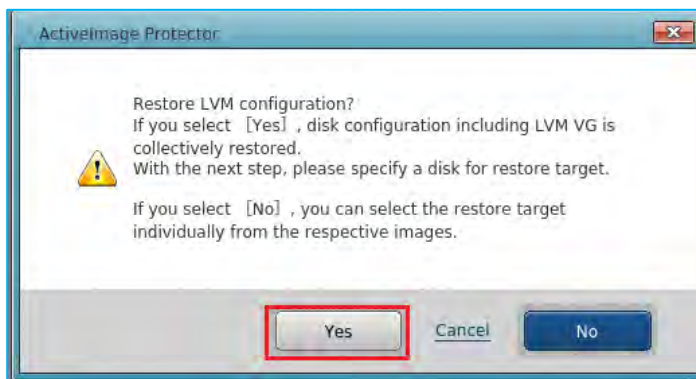 ActiveImage Protector
Restore LVM configuration?
If you select [Yes] , disk configuration including LVM VG is
collectively restored.
With the next step, please specify a disk for restore target.
If you select [No] , you can select the restore target
individually from the respective images.
Yes Cancel No